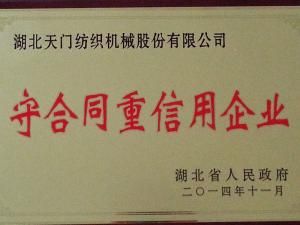 湖北天门纺织机械股份有限公司
守合同重信用企业
湖北省人民政府
二〇一四年十一月